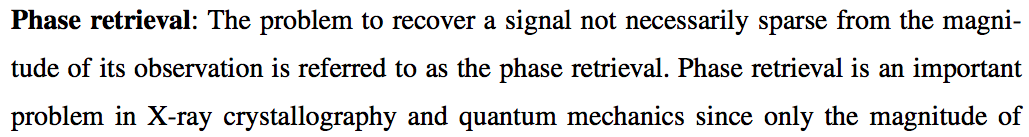 Phase retrieval: The problem to recover a signal not necessarily sparse from the magni-
tude of its observation is referred to as the phase retrieval. Phase retrieval is an important
problem in X-ray crystallography and quantum mechanics since only the magnitude of